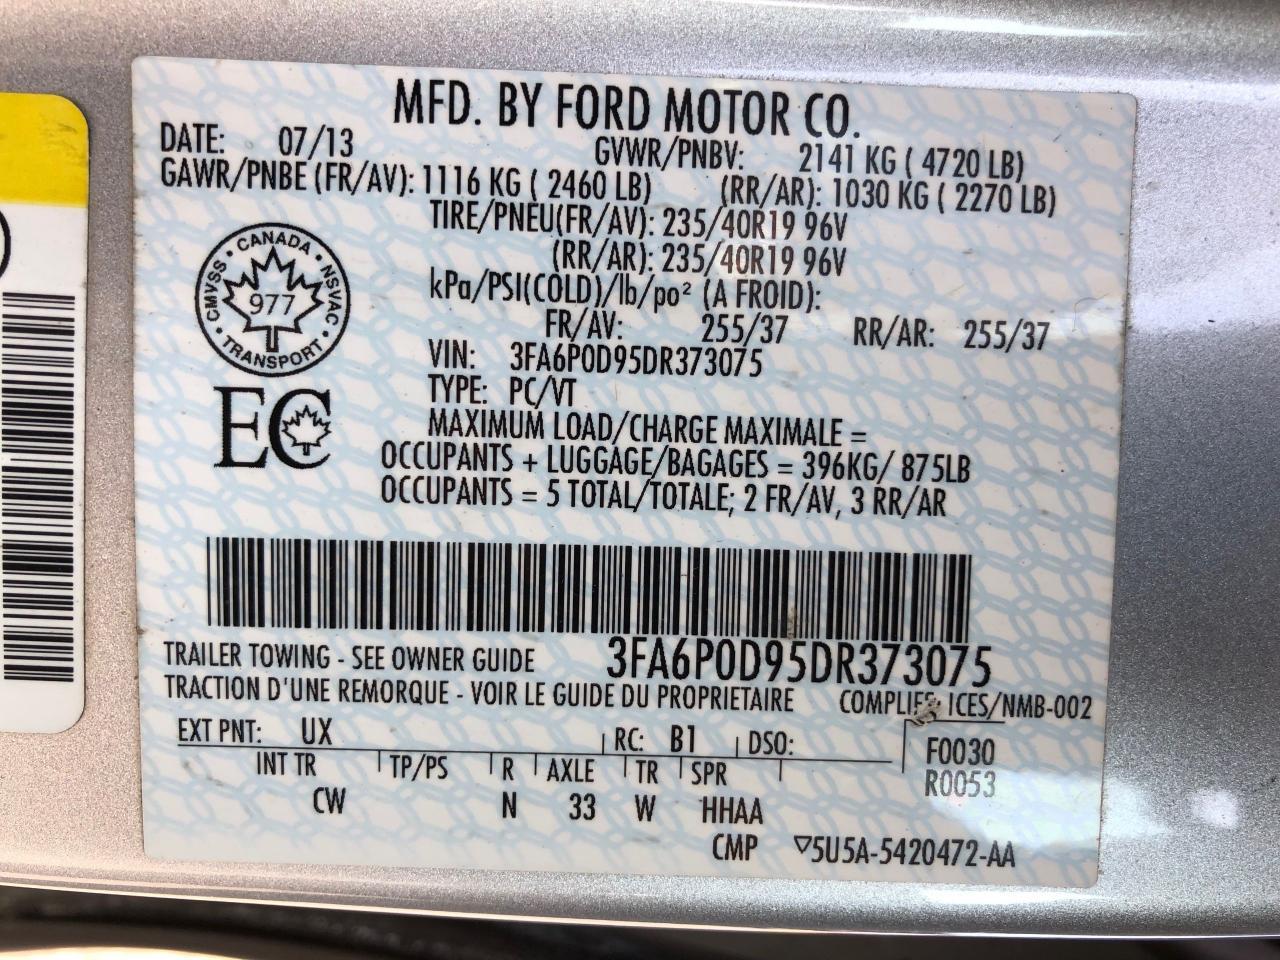 MFD. BY FORD MOTOR CO.
DATE: 07/13 GVWR/PNBV: 2141 KG ( 4720 LB)
GAWR/PNBE (FR/AV): 1116 KG ( 2460 LB) (RR/AR): 1030 KG ( 2270 LB)
TIRE/PNEU(FR/AV): 235/40R19 96V
(RR/AR): 235/40R19 96V
kPa/PSI(COLD)/lb/po² (A FROID):
FR/AV: 255/37 RR/AR: 255/37
CMVSS • CANADA • NSVAC • TRANSPORT •
977
VIN: 3FA6P0D95DR373075
TYPE: PC/VT
EC
MAXIMUM LOAD/CHARGE MAXIMALE =
OCCUPANTS + LUGGAGE/BAGAGES = 396KG/ 875LB
OCCUPANTS = 5 TOTAL/TOTALE; 2 FR/AV, 3 RR/AR
TRAILER TOWING - SEE OWNER GUIDE 3FA6P0D95DR373075
TRACTION D'UNE REMORQUE - VOIR LE GUIDE DU PROPRIETAIRE COMPLIES ICES/NMB-002
EXT PNT: UX RC: B1 DSO: F0030
INT TR TP/PS R AXLE TR SPR R0053
CW N 33 W HHAA
CMP ▽5U5A-5420472-AA